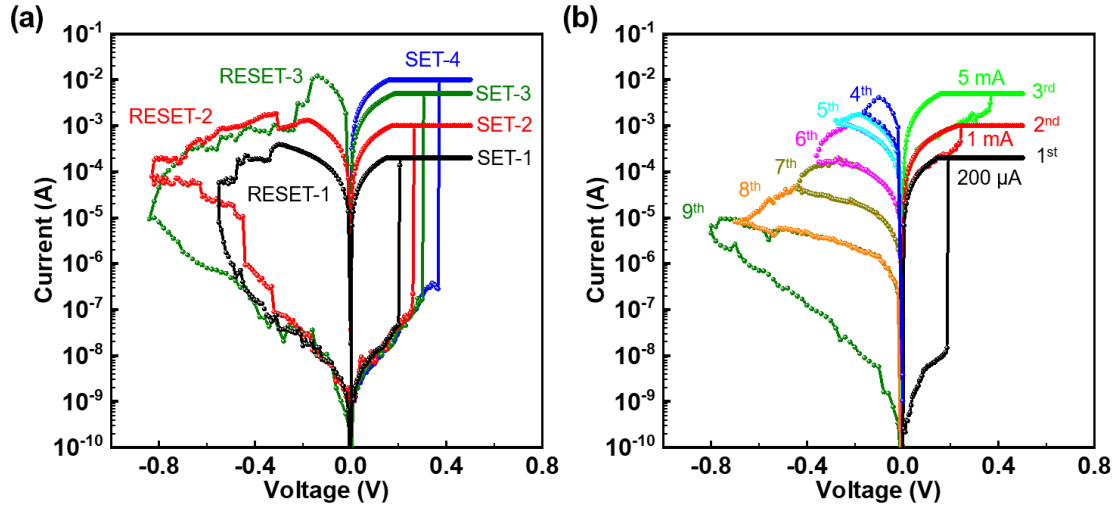 (a)
Current (A)
10⁻¹
10⁻²
10⁻³
10⁻⁴
10⁻⁵
10⁻⁶
10⁻⁷
10⁻⁸
10⁻⁹
10⁻¹⁰
SET-4
RESET-3
SET-3
RESET-2
SET-2
SET-1
RESET-1
-0.8
-0.4
0.0
0.4
0.8
Voltage (V)
(b)
Current (A)
10⁻¹
10⁻²
10⁻³
10⁻⁴
10⁻⁵
10⁻⁶
10⁻⁷
10⁻⁸
10⁻⁹
10⁻¹⁰
5 mA
3ʳᵈ
4ᵗʰ
5ᵗʰ
2ⁿᵈ
6ᵗʰ
1 mA
7ᵗʰ
1ˢᵗ
200 µA
8ᵗʰ
9ᵗʰ
-0.8
-0.4
0.0
0.4
0.8
Voltage (V)